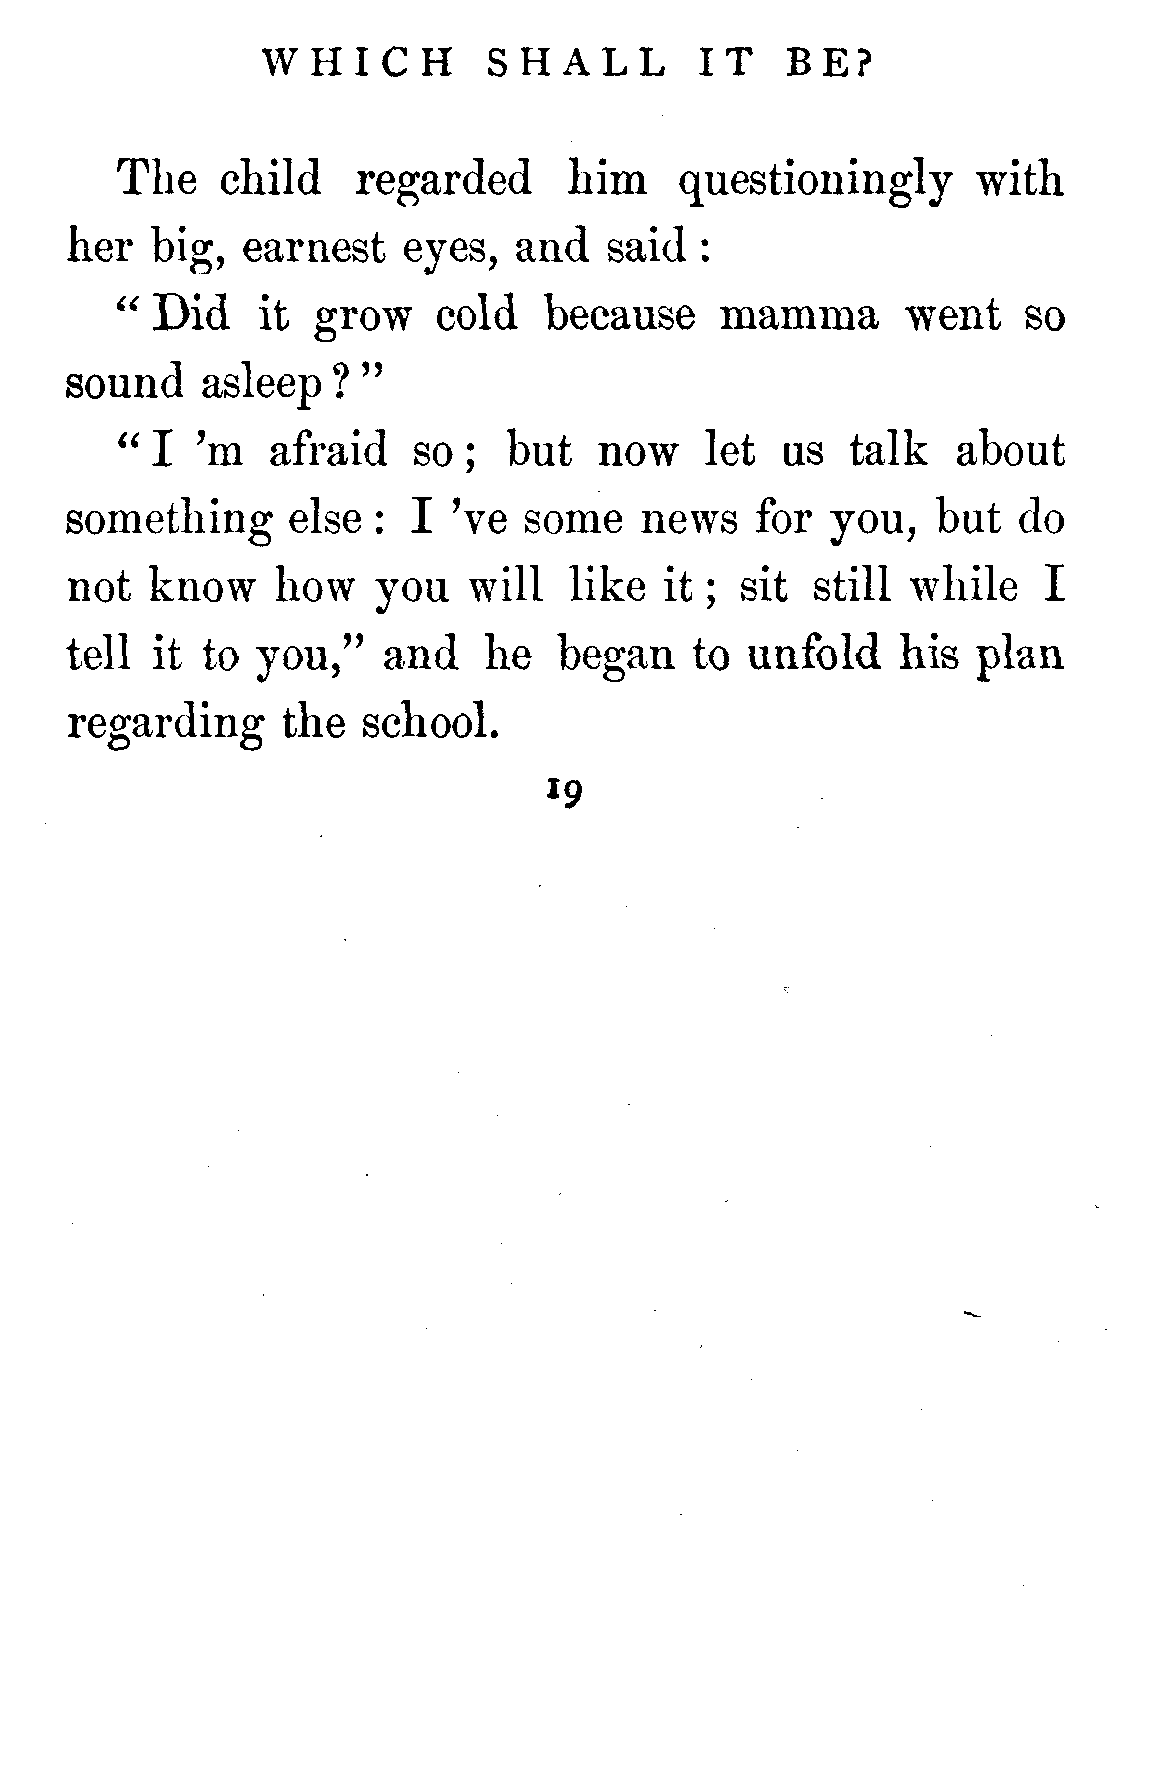 WHICH SHALL IT BE?
The child regarded him questioningly with
her big, earnest eyes, and said :
“ Did it grow cold because mamma went so
sound asleep ? ”
“ I ’m afraid so ; but now let us talk about
something else : I ’ve some news for you, but do
not know how you will like it ; sit still while I
tell it to you,” and he began to unfold his plan
regarding the school.
19